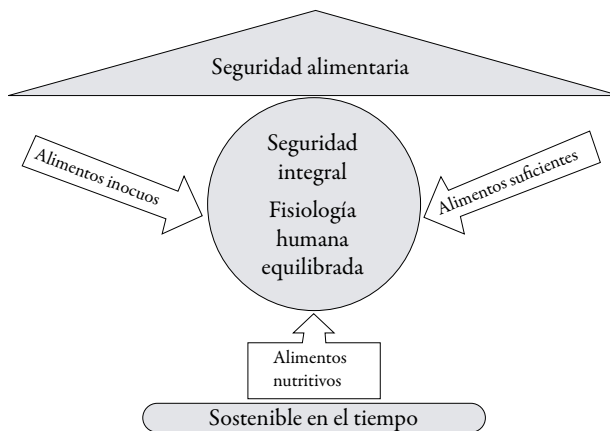 Seguridad alimentaria
Alimentos inocuos
Seguridad
integral
Fisiología
humana
equilibrada
Alimentos suficientes
Alimentos
nutritivos
Sostenible en el tiempo